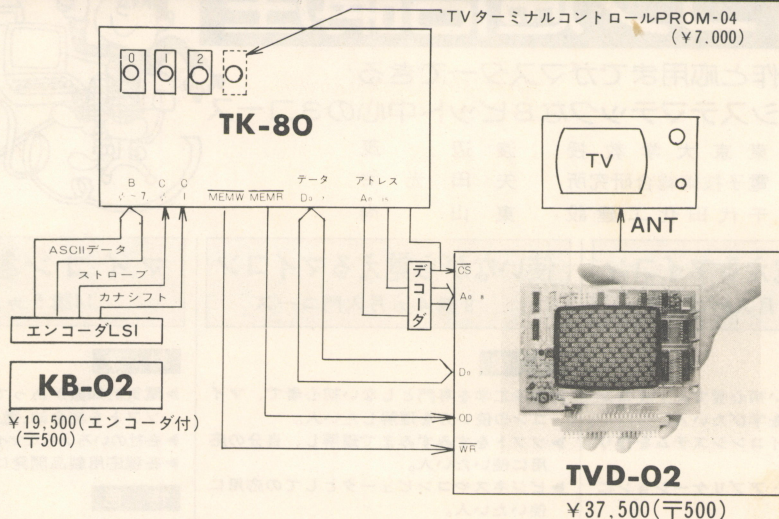 TVターミナルコントロールPROM-04
(￥7.000)
0 1 2
TK-80
B C C
データ アドレス
MEMW MEMR
TV
ANT
ASCIIデータ
ストローブ
カナシフト
エンコーダLSI
デコーダ
CS
KB-02
￥19,500(エンコーダ付)
(〒500)
OD
WR
TVD-02
￥37,500(〒500)